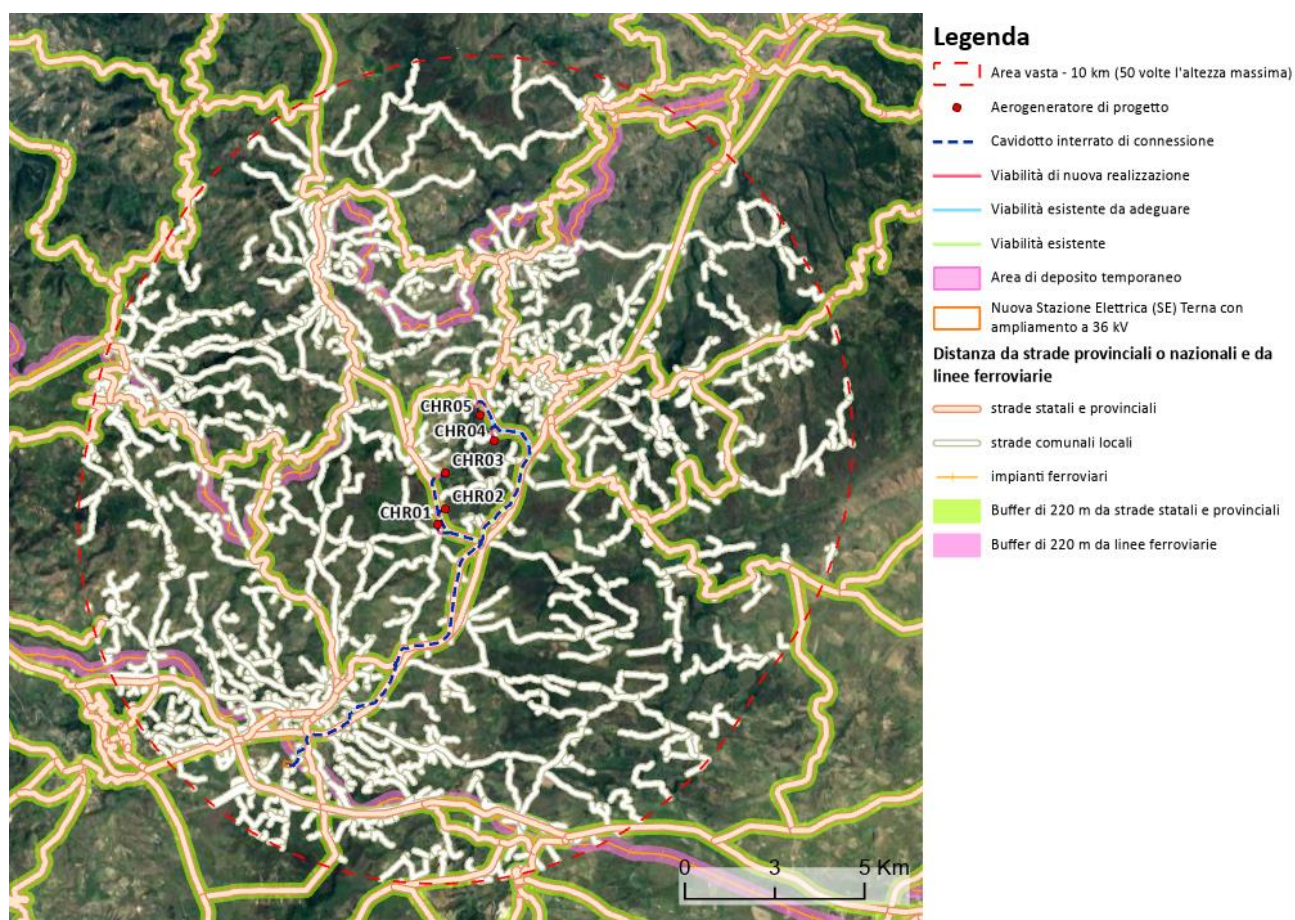 Legenda
Area vasta - 10 km (50 volte l'altezza massima)
Aerogeneratore di progetto
Cavidotto interrato di connessione
Viabilità di nuova realizzazione
Viabilità esistente da adeguare
Viabilità esistente
Area di deposito temporaneo
Nuova Stazione Elettrica (SE) Terna con
ampliamento a 36 kV
Distanza da strade provinciali o nazionali e da
linee ferroviarie
strade statali e provinciali
strade comunali locali
impianti ferroviari
Buffer di 220 m da strade statali e provinciali
Buffer di 220 m da linee ferroviarie
CHR05
CHR04
CHR03
CHR02
CHR01
0 3 5 Km